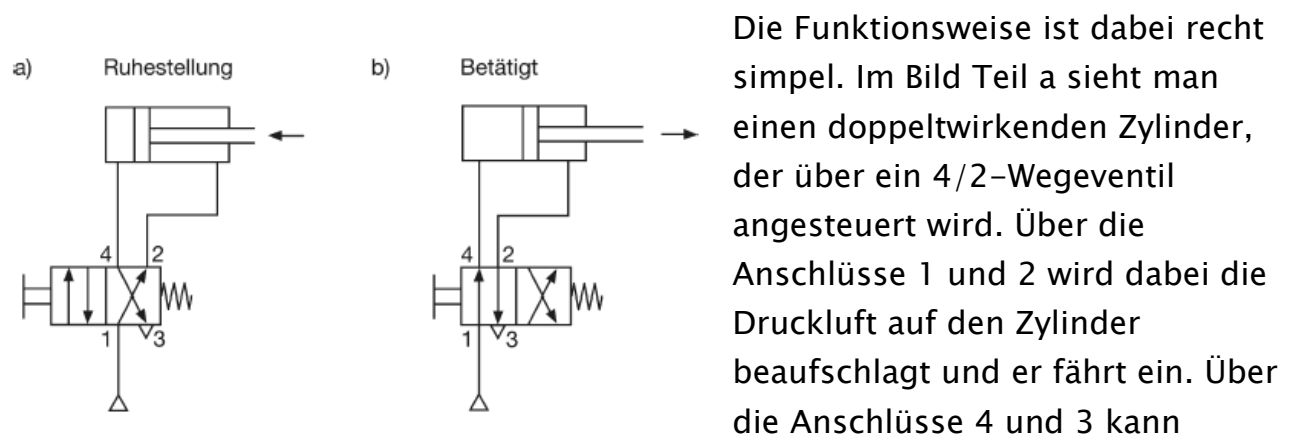 a) Ruhestellung
b) Betätigt
4 2
1 3
4 2
1 3
Die Funktionsweise ist dabei recht
simpel. Im Bild Teil a sieht man
einen doppeltwirkenden Zylinder,
der über ein 4/2-Wegeventil
angesteuert wird. Über die
Anschlüsse 1 und 2 wird dabei die
Druckluft auf den Zylinder
beaufschlagt und er fährt ein. Über
die Anschlüsse 4 und 3 kann